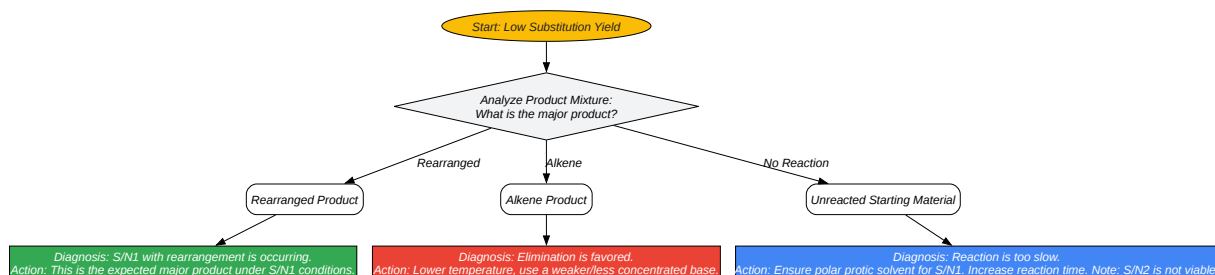 Start: Low Substitution Yield
Analyze Product Mixture:
What is the major product?
Rearranged
Alkene
No Reaction
Rearranged Product
Alkene Product
Unreacted Starting Material
Diagnosis: S/N1 with rearrangement is occurring.
Action: This is the expected major product under S/N1 conditions.
Diagnosis: Elimination is favored.
Action: Lower temperature, use a weaker/less concentrated base.
Diagnosis: Reaction is too slow.
Action: Ensure polar protic solvent for S/N1. Increase reaction time. Note: S/N2 is not viable.